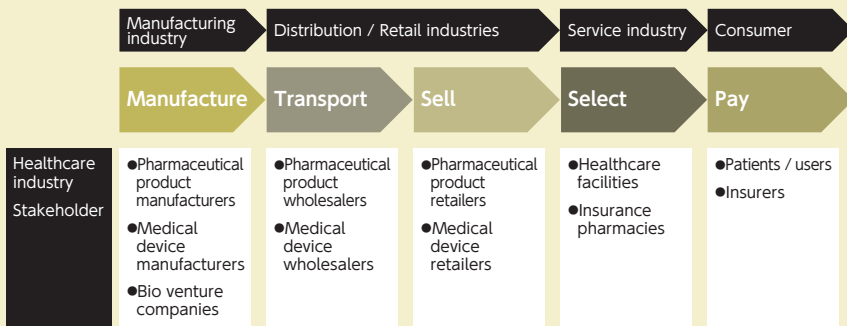 Manufacturing
industry
Distribution / Retail industries
Service industry
Consumer
Manufacture
Transport
Sell
Select
Pay
Healthcare
industry
Stakeholder
●Pharmaceutical
product
manufacturers
●Medical
device
manufacturers
●Bio venture
companies
●Pharmaceutical
product
wholesalers
●Medical
device
wholesalers
●Pharmaceutical
product
retailers
●Medical
device
retailers
●Healthcare
facilities
●Insurance
pharmacies
●Patients / users
●Insurers